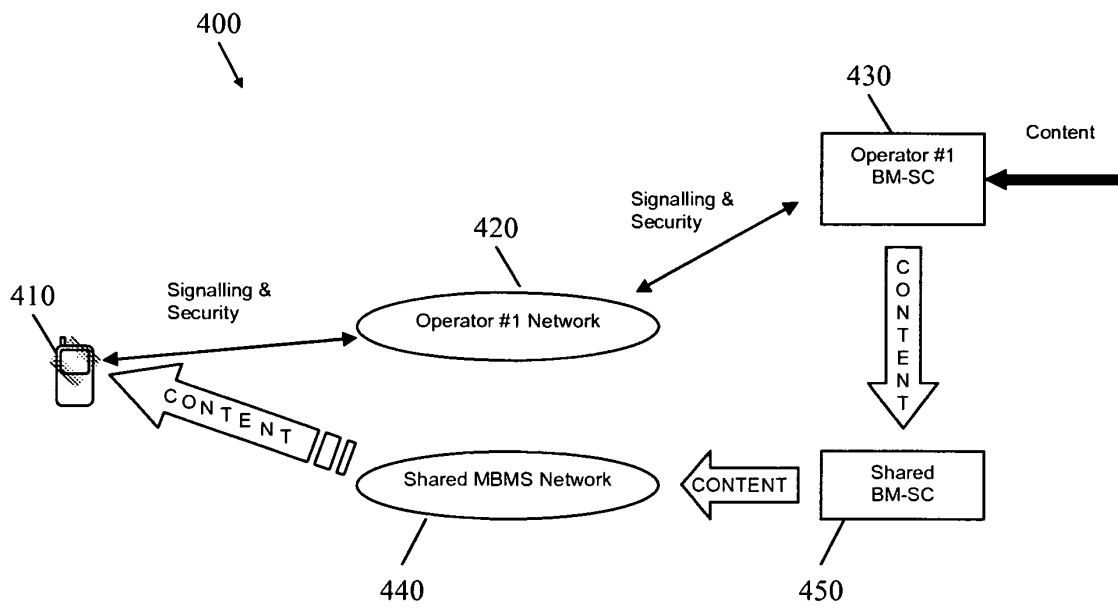 400
430
Content
Operator #1
BM-SC
Signalling &
Security
420
CONTENT
410
Signalling &
Security
Operator #1 Network
CONTENT
Shared MBMS Network
CONTENT
Shared
BM-SC
440
450